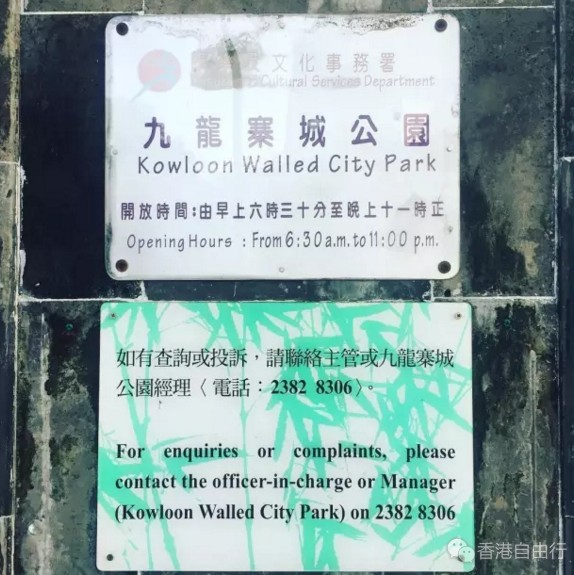 文化事務署
Cultural Services Department
九龍寨城公園
Kowloon Walled City Park
開放時間:由早上六時三十分至晚上十一時正
Opening Hours : From 6:30a.m. to 11:00 p.m.
如有查詢或投訴，請聯絡主管或九龍寨城
公園經理〈電話：2382 8306〉。
For enquiries or complaints, please
contact the officer-in-charge or Manager
(Kowloon Walled City Park) on 2382 8306
香港自由行